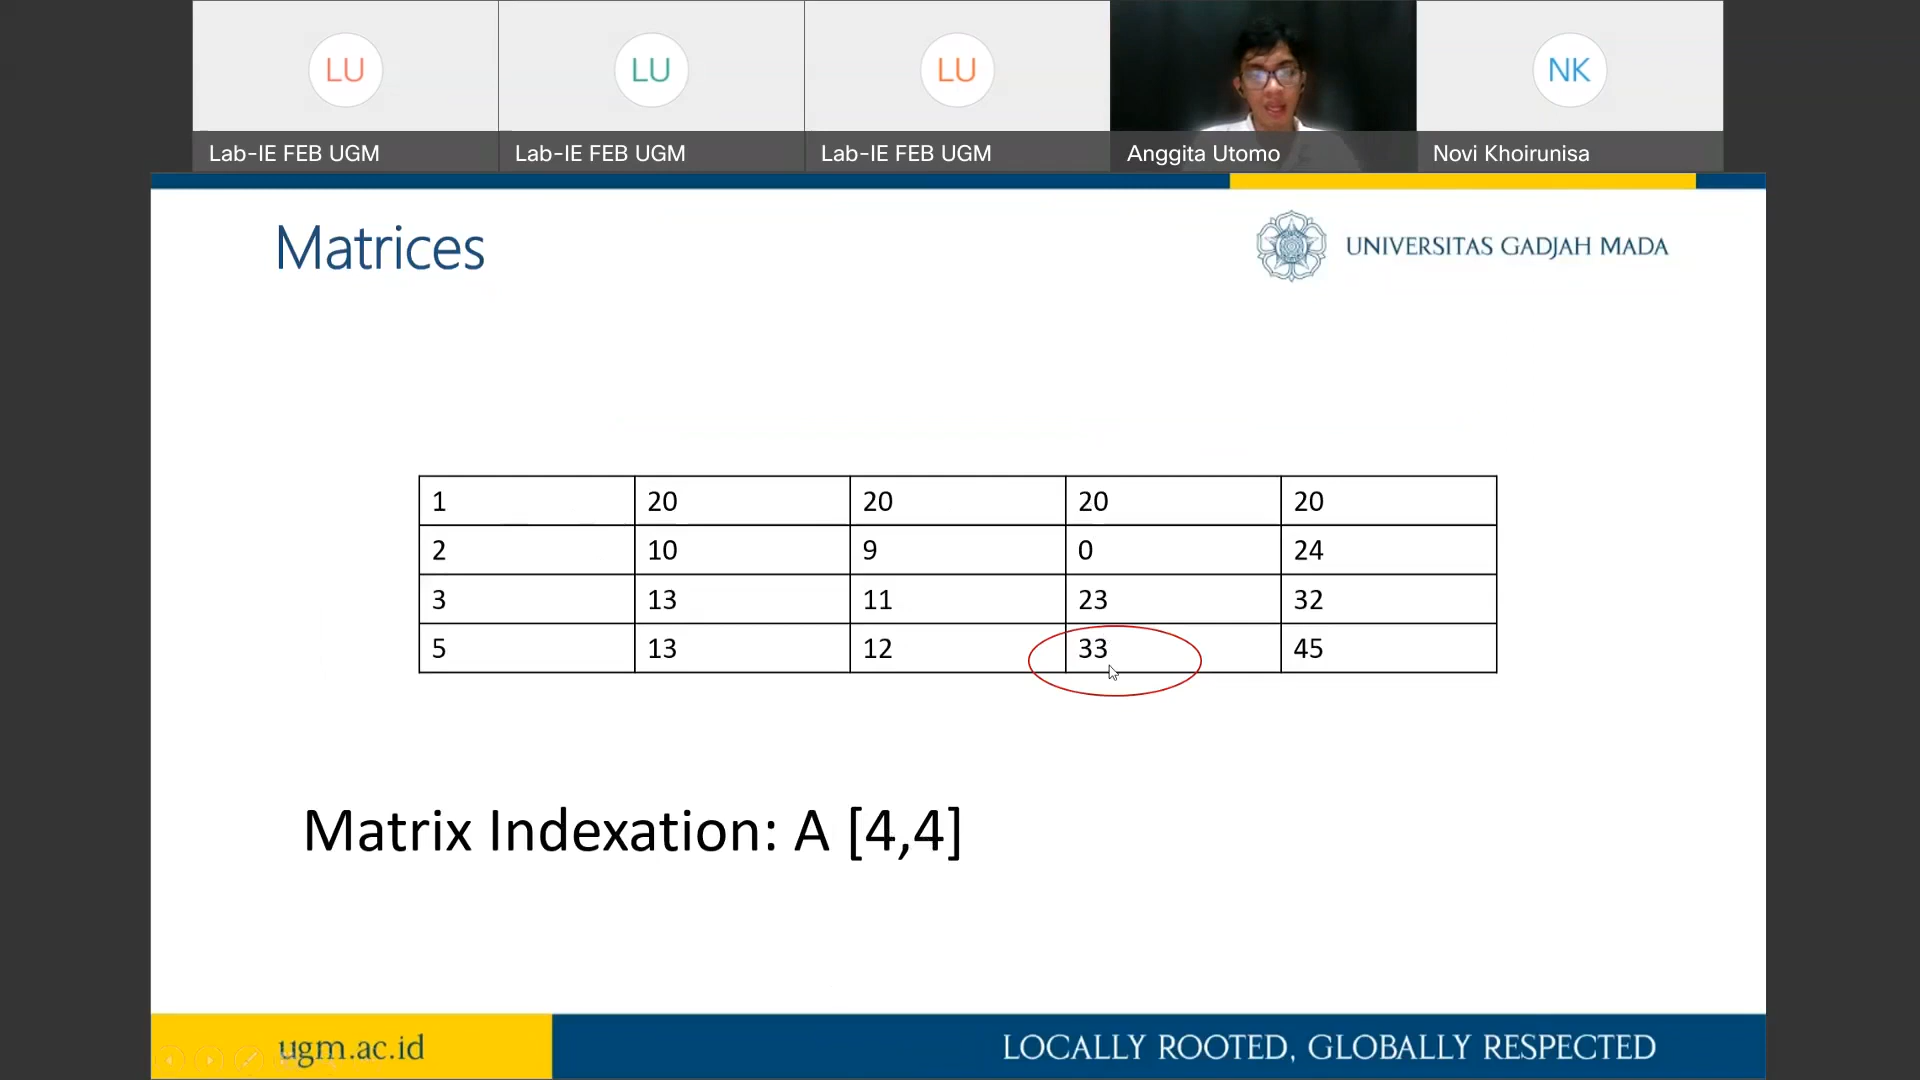 LU LU LU NK
Lab-IE FEB UGM Lab-IE FEB UGM Lab-IE FEB UGM Anggita Utomo Novi Khoirunisa
Matrices
UNIVERSITAS GADJAH MADA
1 20 20 20 20
2 10 9 0 24
3 13 11 23 32
5 13 12 33 45
Matrix Indexation: A [4,4]
ugm.ac.id
LOCALLY ROOTED, GLOBALLY RESPECTED